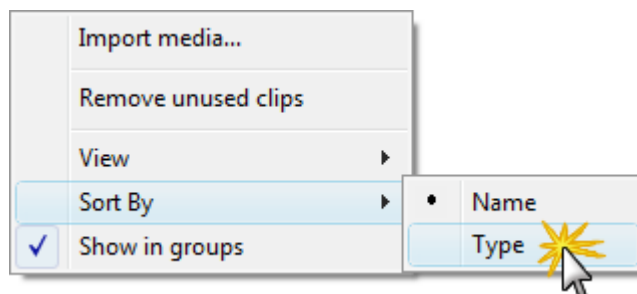 Import media...
Remove unused clips
View
Sort By
Name
Show in groups
Type